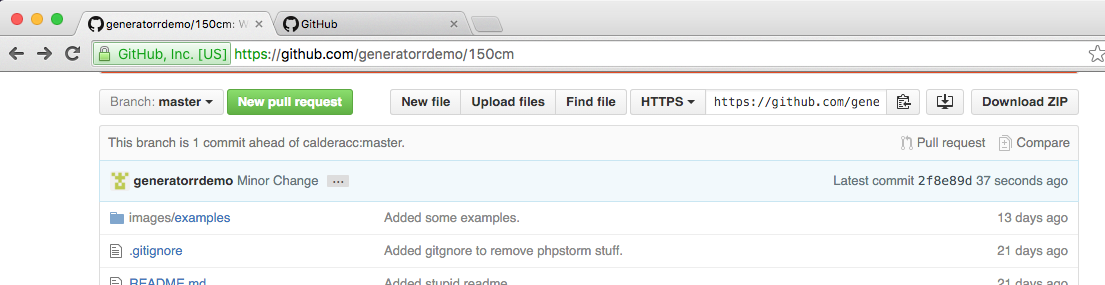 generatorrdemo/150cm: W
GitHub
GitHub, Inc. [US] https://github.com/generatorrdemo/150cm
Branch: master New pull request New file Upload files Find file HTTPS https://github.com/gene Download ZIP
This branch is 1 commit ahead of calderacc:master. Pull request Compare
generatorrdemo Minor Change ... Latest commit 2f8e89d 37 seconds ago
images/examples Added some examples. 13 days ago
.gitignore Added gitgnore to remove phpstorm stuff. 21 days ago
README.md Added stupid readme. 21 days ago